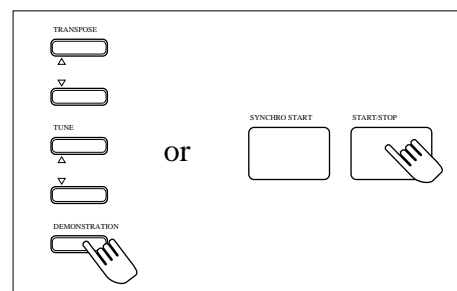 TRANSPOSE
TUNE
DEMONSTRATION
or
SYNCHRO START
START/STOP